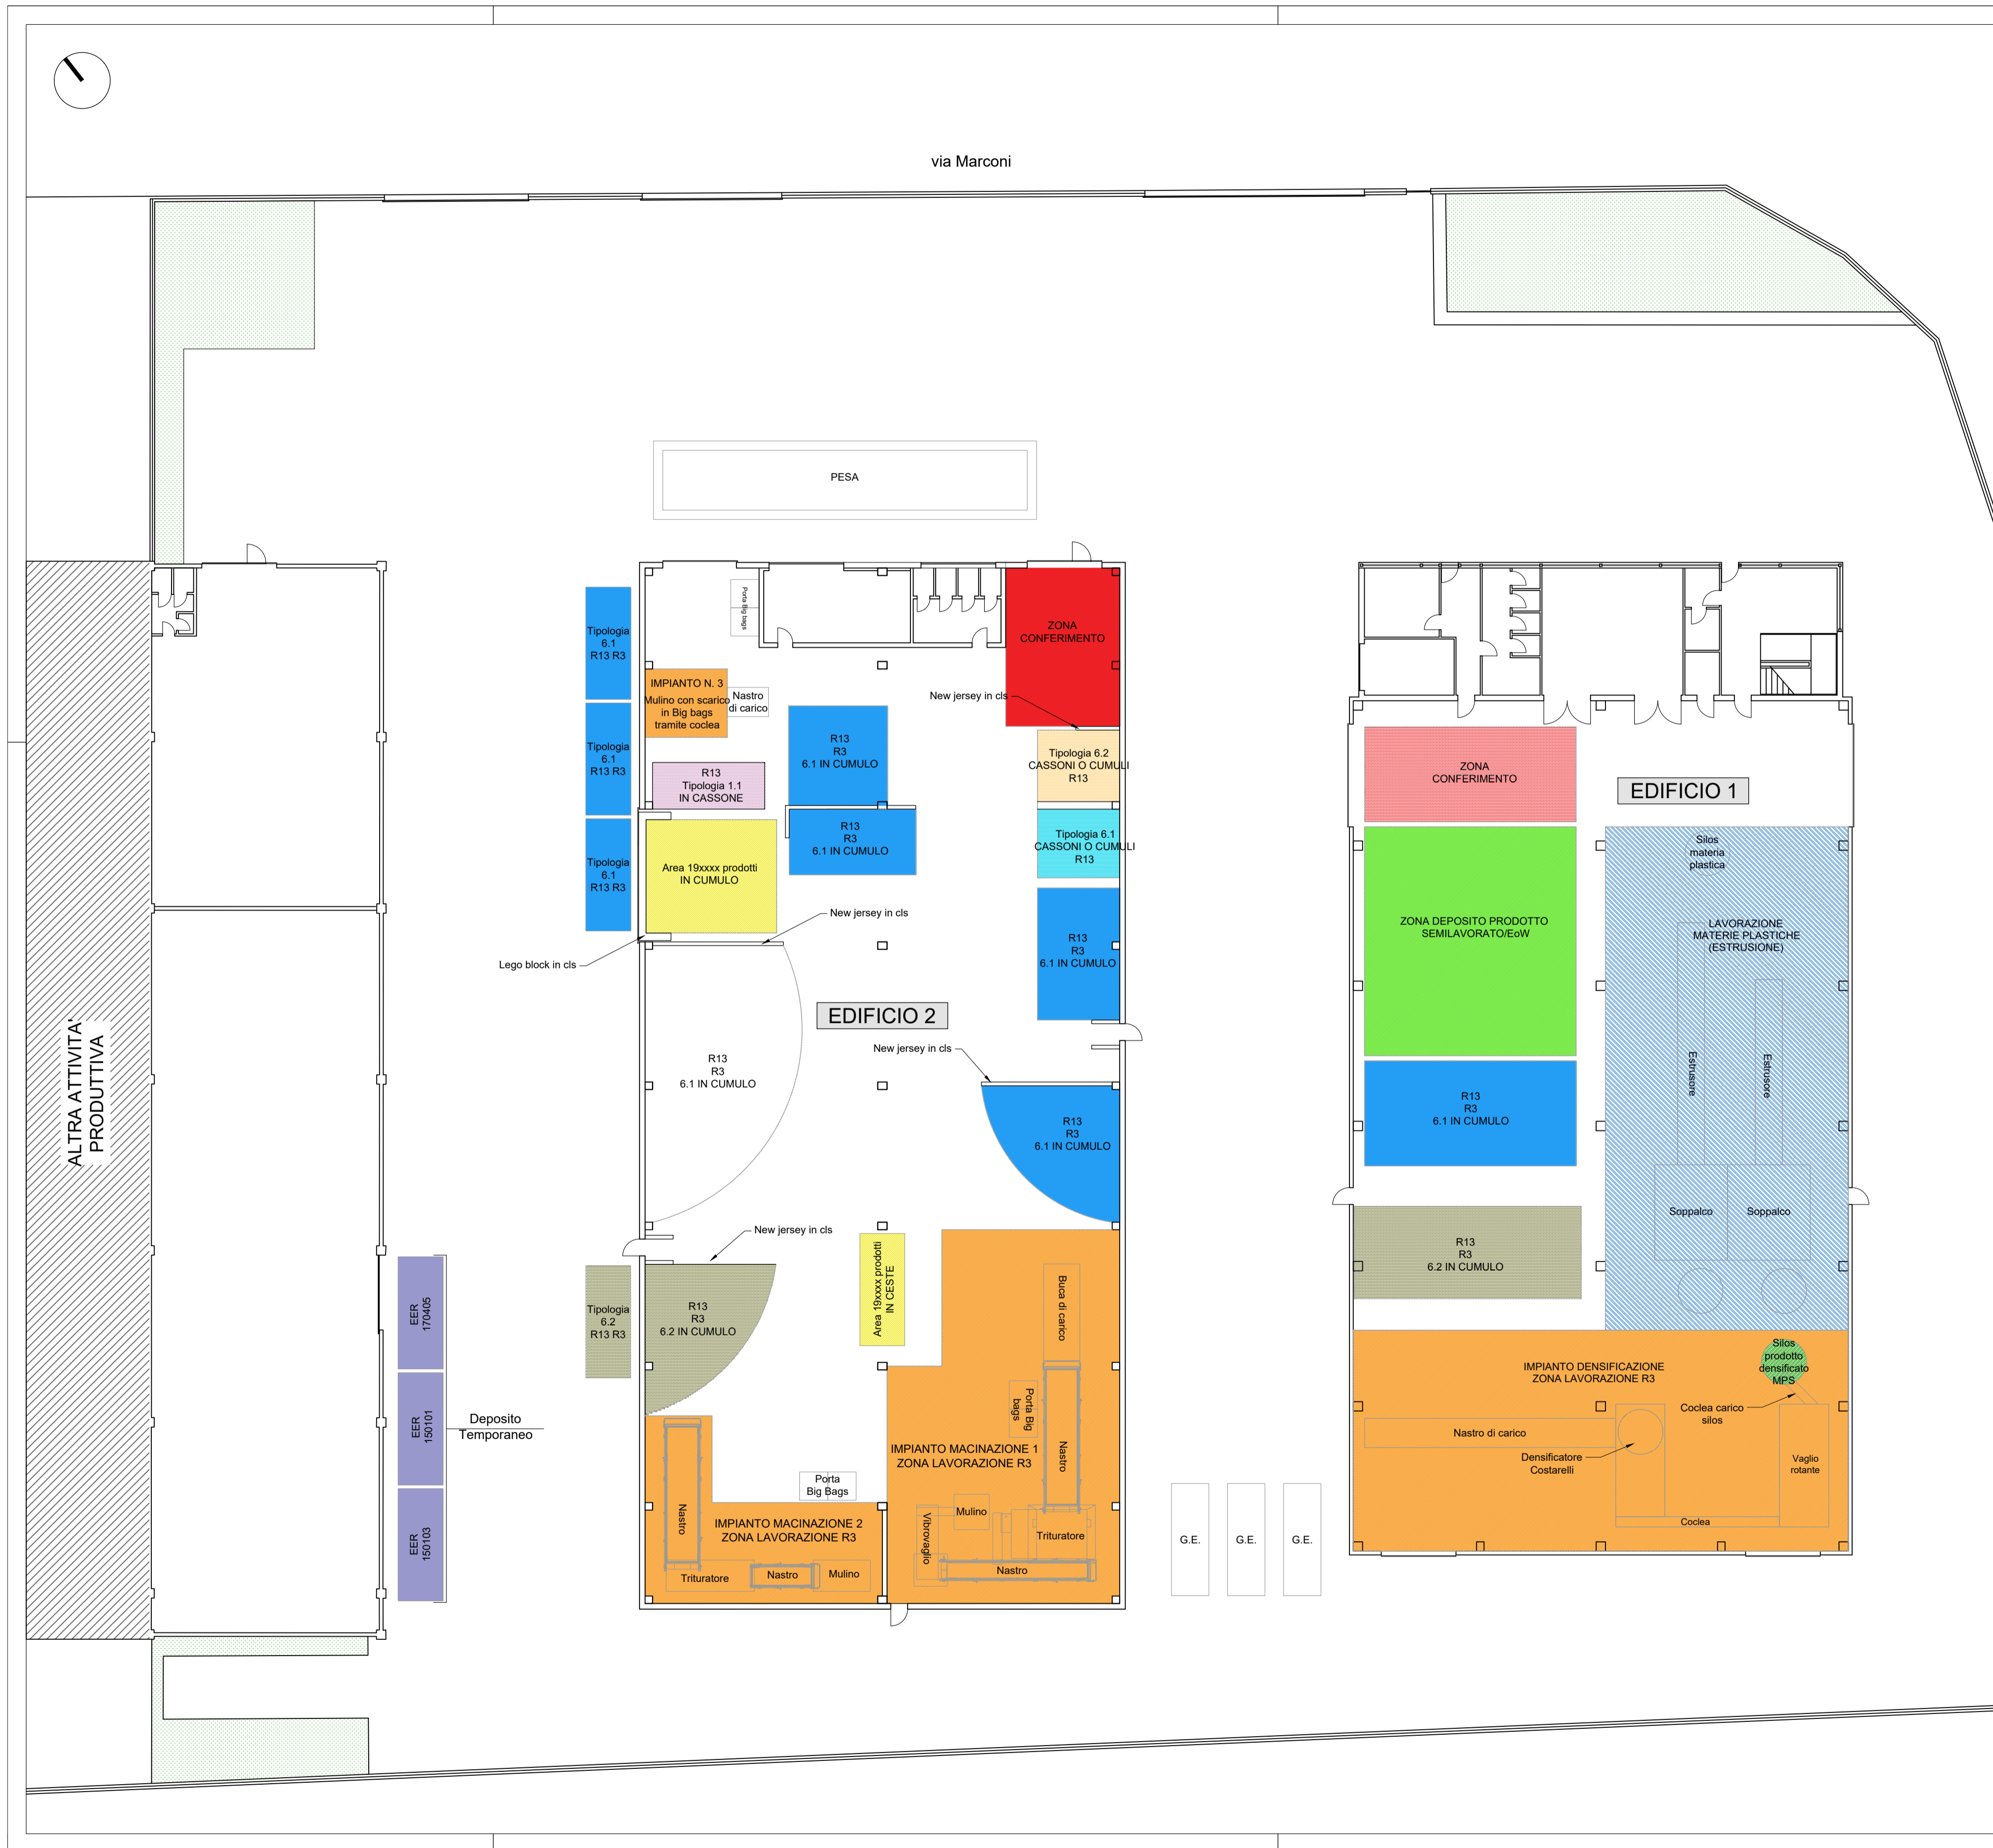 via Marconi
PESA
Tipologia
6.1
R13 R3
Tipologia
6.1
R13 R3
Tipologia
6.1
R13 R3
Porta Big bags
IMPIANTO N. 3
Mulino con scarico
in Big bags
tramite coclea
Nastro
di carico
R13
Tipologia 1.1
IN CASSONE
R13
R3
6.1 IN CUMULO
R13
R3
6.1 IN CUMULO
Area 19xxxx prodotti
IN CUMULO
ZONA
CONFERIMENTO
New jersey in cls
Tipologia 6.2
CASSONI O CUMULI
R13
Tipologia 6.1
CASSONI O CUMULI
R13
R13
R3
6.1 IN CUMULO
New jersey in cls
Lego block in cls
EDIFICIO 2
R13
R3
6.1 IN CUMULO
New jersey in cls
R13
R3
6.1 IN CUMULO
New jersey in cls
Tipologia
6.2
R13 R3
R13
R3
6.2 IN CUMULO
Area 19xxxx prodotti
IN CESTE
Buca di carico
Porta Big
bags
Nastro
IMPIANTO MACINAZIONE 1
ZONA LAVORAZIONE R3
Mulino
Vibrovaglio
Trituratore
Nastro
Porta
Big Bags
Nastro
IMPIANTO MACINAZIONE 2
ZONA LAVORAZIONE R3
Trituratore
Nastro
Mulino
ALTRA ATTIVITA'
PRODUTTIVA
EER
170405
EER
150101
EER
150103
Deposito
Temporaneo
G.E.
G.E.
G.E.
ZONA
CONFERIMENTO
EDIFICIO 1
Silos
materia
plastica
ZONA DEPOSITO PRODOTTO
SEMILAVORATO/EoW
LAVORAZIONE
MATERIE PLASTICHE
(ESTRUSIONE)
Estrusore
Estrusore
R13
R3
6.1 IN CUMULO
Soppalco
Soppalco
R13
R3
6.2 IN CUMULO
IMPIANTO DENSIFICAZIONE
ZONA LAVORAZIONE R3
Silos
prodotto
densificato
MPS
Coclea carico
silos
Nastro di carico
Densificatore
Costarelli
Vaglio
rotante
Coclea